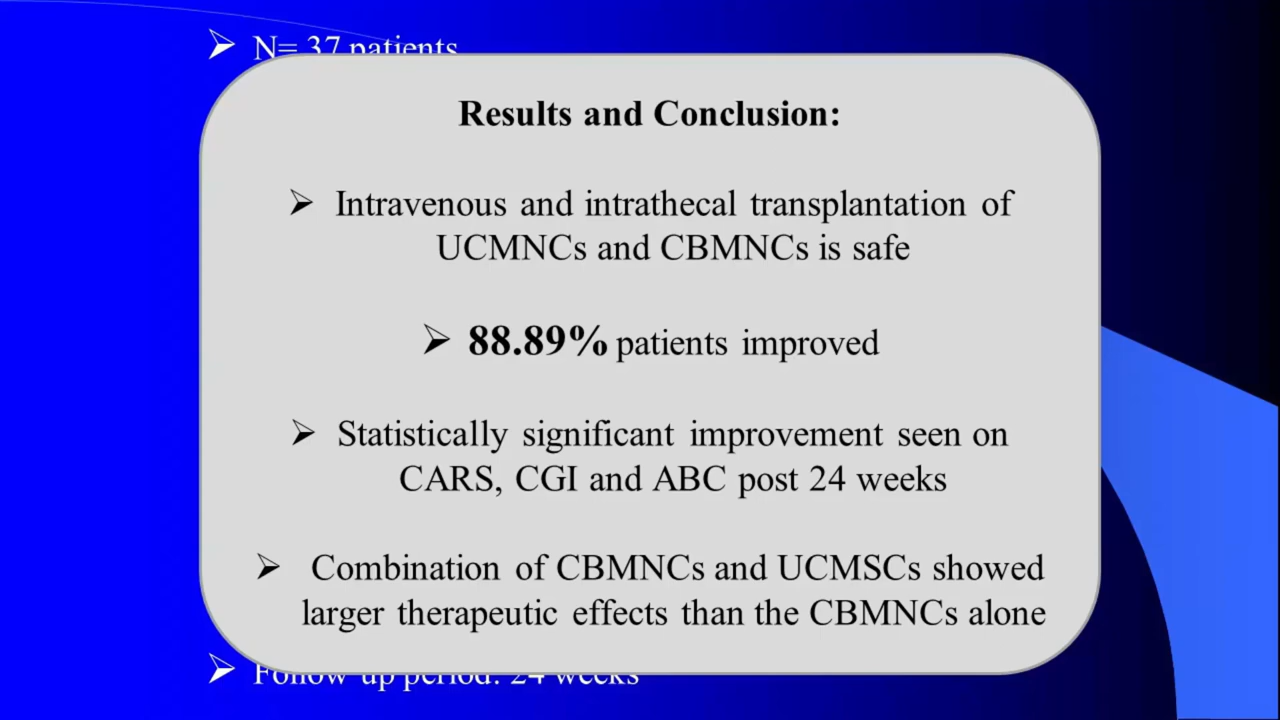 ➢ N= 37 patients
Results and Conclusion:
➢ Intravenous and intrathecal transplantation of
UCMNCs and CBMNCs is safe
➢ 88.89% patients improved
➢ Statistically significant improvement seen on
CARS, CGI and ABC post 24 weeks
➢ Combination of CBMNCs and UCMSCs showed
larger therapeutic effects than the CBMNCs alone
➢ Follow up period: 24 weeks